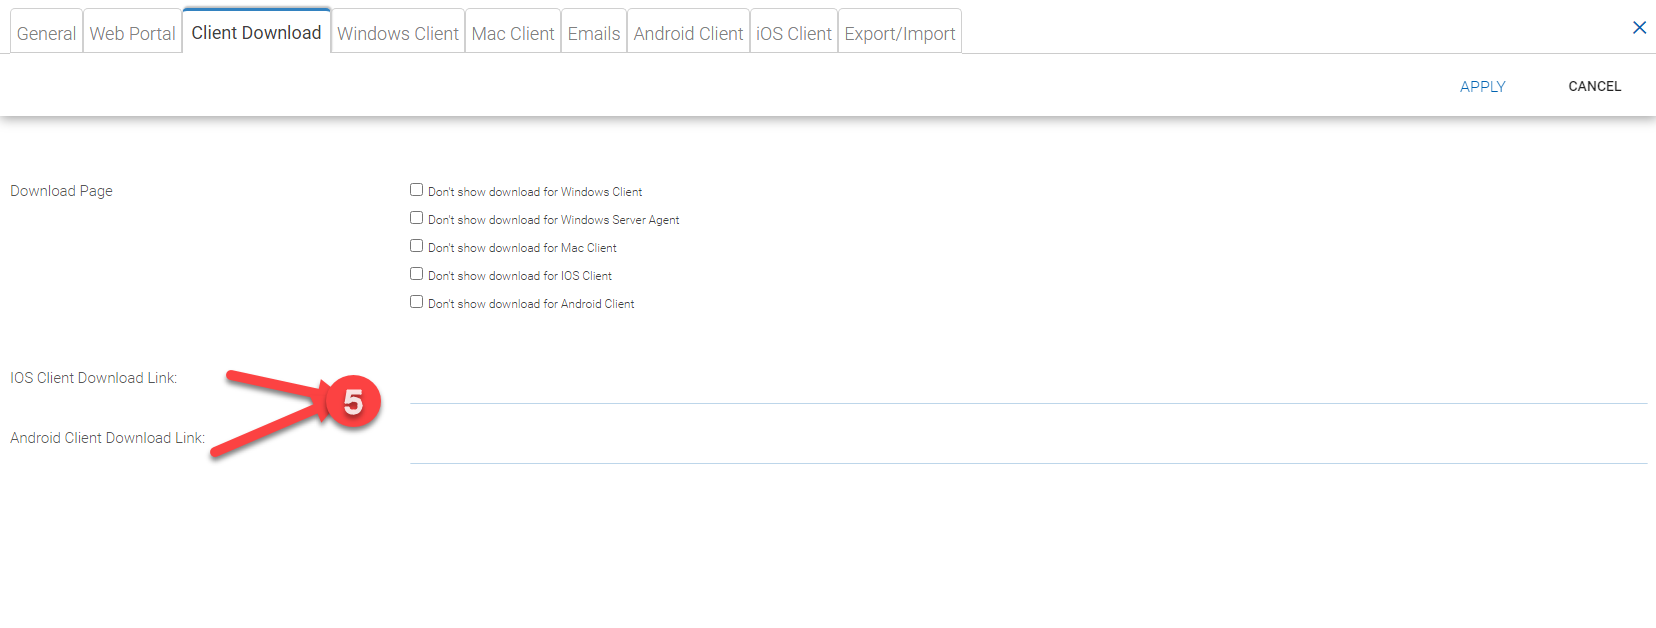 General Web Portal Client Download Windows Client Mac Client Emails Android Client iOS Client Export/Import
APPLY CANCEL
Download Page
Don't show download for Windows Client
Don't show download for Windows Server Agent
Don't show download for Mac Client
Don't show download for IOS Client
Don't show download for Android Client
IOS Client Download Link:
5
Android Client Download Link: